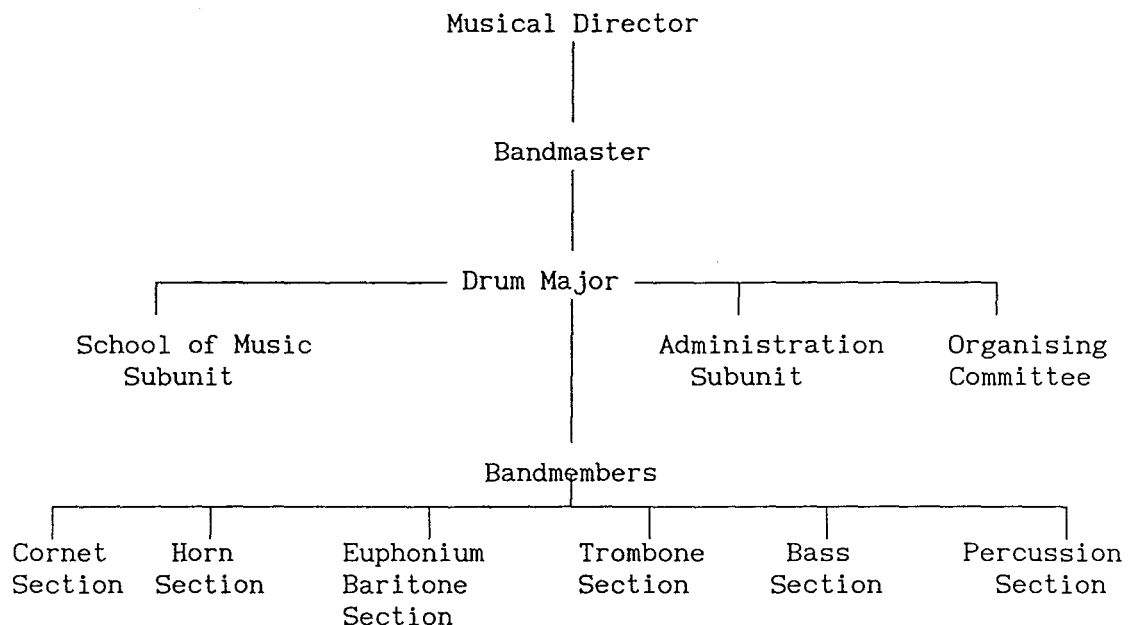 Musical Director
Bandmaster
Drum Major
School of Music
Subunit
Administration
Subunit
Organising
Committee
Bandmembers
Cornet
Section
Horn
Section
Euphonium
Baritone
Section
Trombone
Section
Bass
Section
Percussion
Section